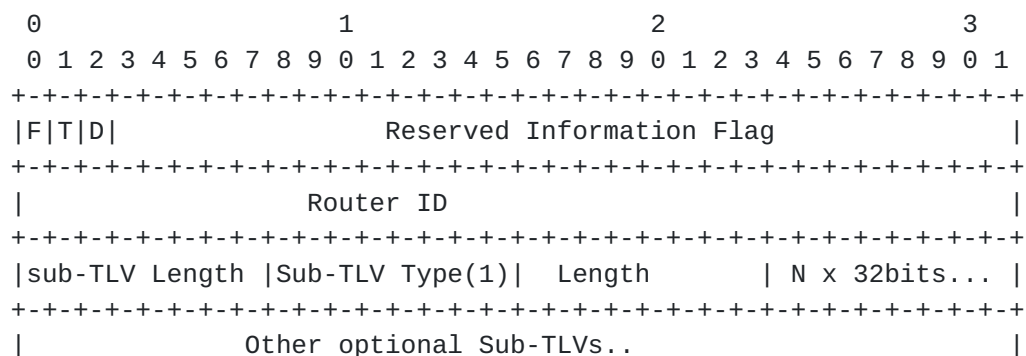 0                   1                   2                   3
 0 1 2 3 4 5 6 7 8 9 0 1 2 3 4 5 6 7 8 9 0 1 2 3 4 5 6 7 8 9 0 1
+-+-+-+-+-+-+-+-+-+-+-+-+-+-+-+-+-+-+-+-+-+-+-+-+-+-+-+-+-+-+-+-+
|F|T|D|                 Reserved Information Flag               |
+-+-+-+-+-+-+-+-+-+-+-+-+-+-+-+-+-+-+-+-+-+-+-+-+-+-+-+-+-+-+-+-+
|                  Router ID                                    |
+-+-+-+-+-+-+-+-+-+-+-+-+-+-+-+-+-+-+-+-+-+-+-+-+-+-+-+-+-+-+-+-+
|sub-TLV Length |Sub-TLV Type(1)|  Length       | N x 32bits... |
+-+-+-+-+-+-+-+-+-+-+-+-+-+-+-+-+-+-+-+-+-+-+-+-+-+-+-+-+-+-+-+-+
|              Other optional Sub-TLVs..                        |